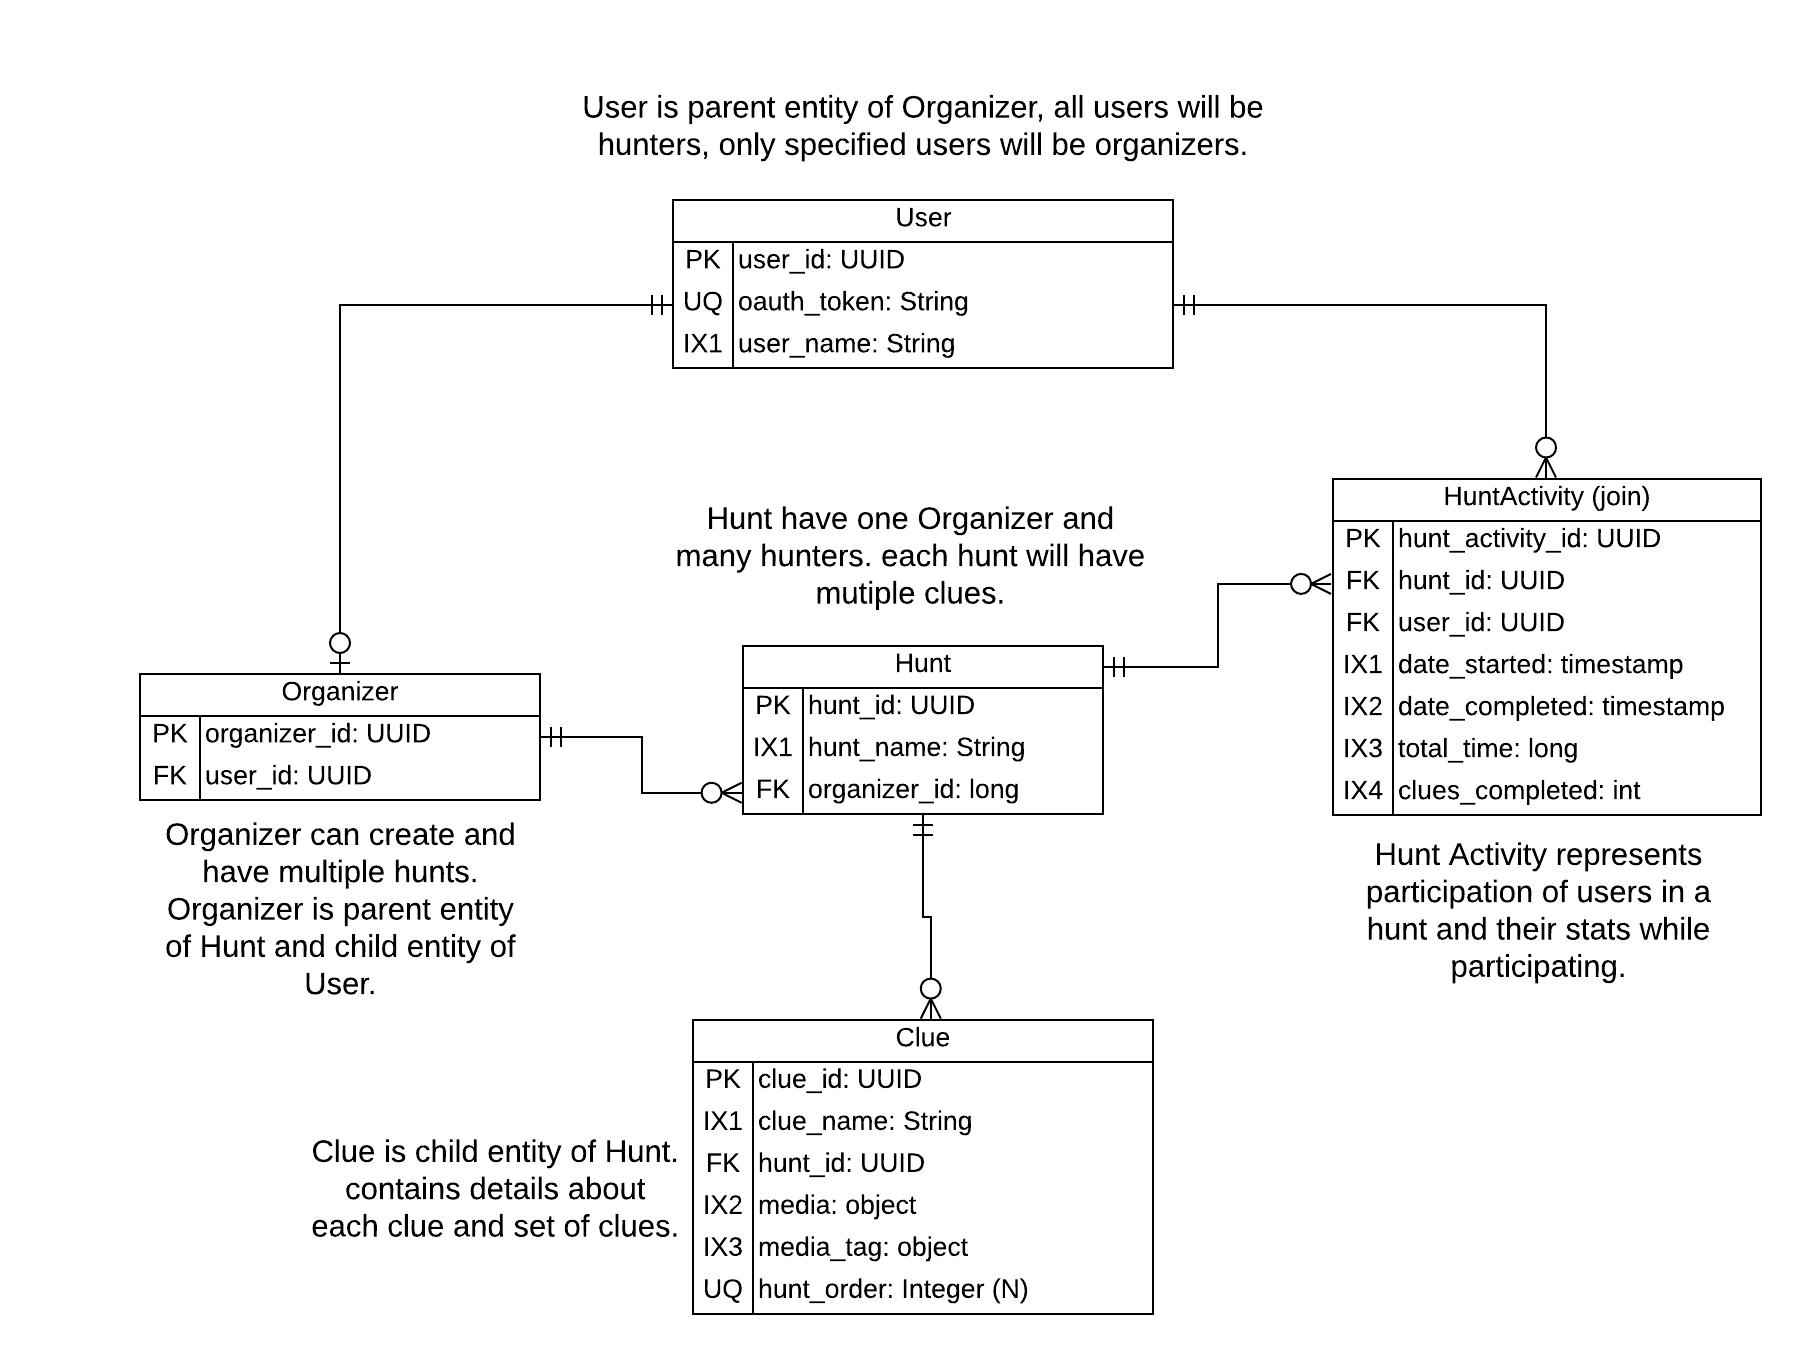 User is parent entity of Organizer, all users will be
hunters, only specified users will be organizers.
User
PK user_id: UUID
UQ oauth_token: String
IX1 user_name: String
HuntActivity (join)
PK hunt_activity_id: UUID
FK hunt_id: UUID
FK user_id: UUID
IX1 date_started: timestamp
IX2 date_completed: timestamp
IX3 total_time: long
IX4 clues_completed: int
Hunt Activity represents
participation of users in a
hunt and their stats while
participating.
Hunt have one Organizer and
many hunters. each hunt will have
mutiple clues.
Hunt
PK hunt_id: UUID
IX1 hunt_name: String
FK organizer_id: long
Organizer
PK organizer_id: UUID
FK user_id: UUID
Organizer can create and
have multiple hunts.
Organizer is parent entity
of Hunt and child entity of
User.
Clue
PK clue_id: UUID
IX1 clue_name: String
FK hunt_id: UUID
IX2 media: object
IX3 media_tag: object
UQ hunt_order: Integer (N)
Clue is child entity of Hunt.
contains details about
each clue and set of clues.